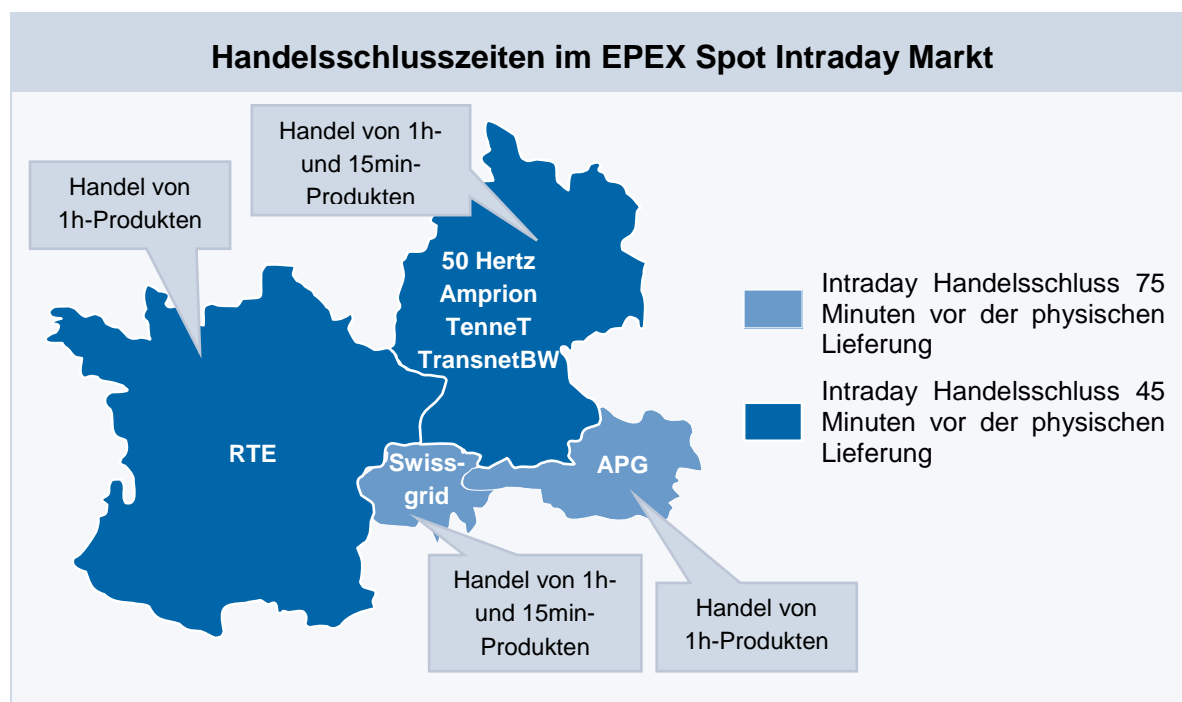 Handelsschlusszeiten im EPEX Spot Intraday Markt
Handel von 1h-
und 15min-
Produkten
Handel von
1h-Produkten
50 Hertz
Amprion
TenneT
TransnetBW
Intraday Handelsschluss 75
Minuten vor der physischen
Lieferung
Intraday Handelsschluss 45
Minuten vor der physischen
Lieferung
RTE
Swiss-
grid
APG
Handel von 1h-
und 15min-
Produkten
Handel von
1h-Produkten